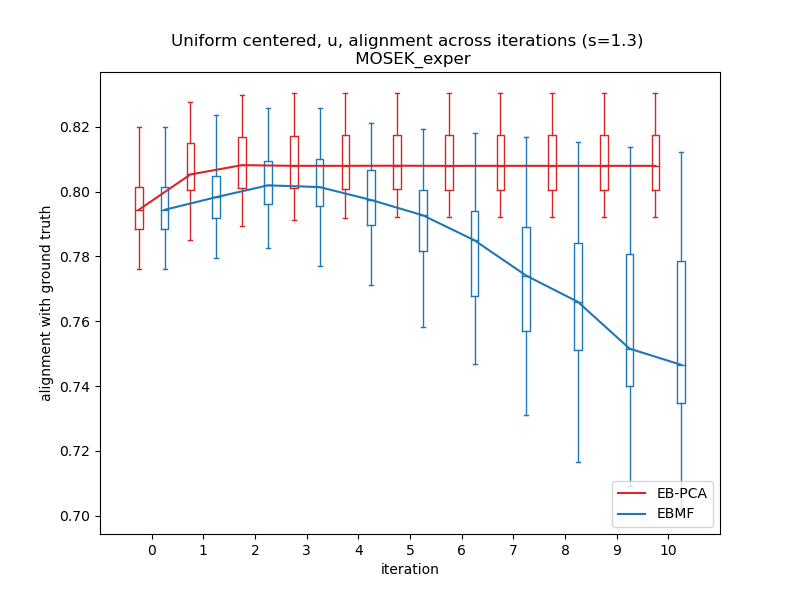 Uniform centered, u, alignment across iterations (s=1.3)
MOSEK_exper
alignment with ground truth
0.82
0.80
0.78
0.76
0.74
0.72
0.70
EB-PCA
EBMF
0 1 2 3 4 5 6 7 8 9 10
iteration